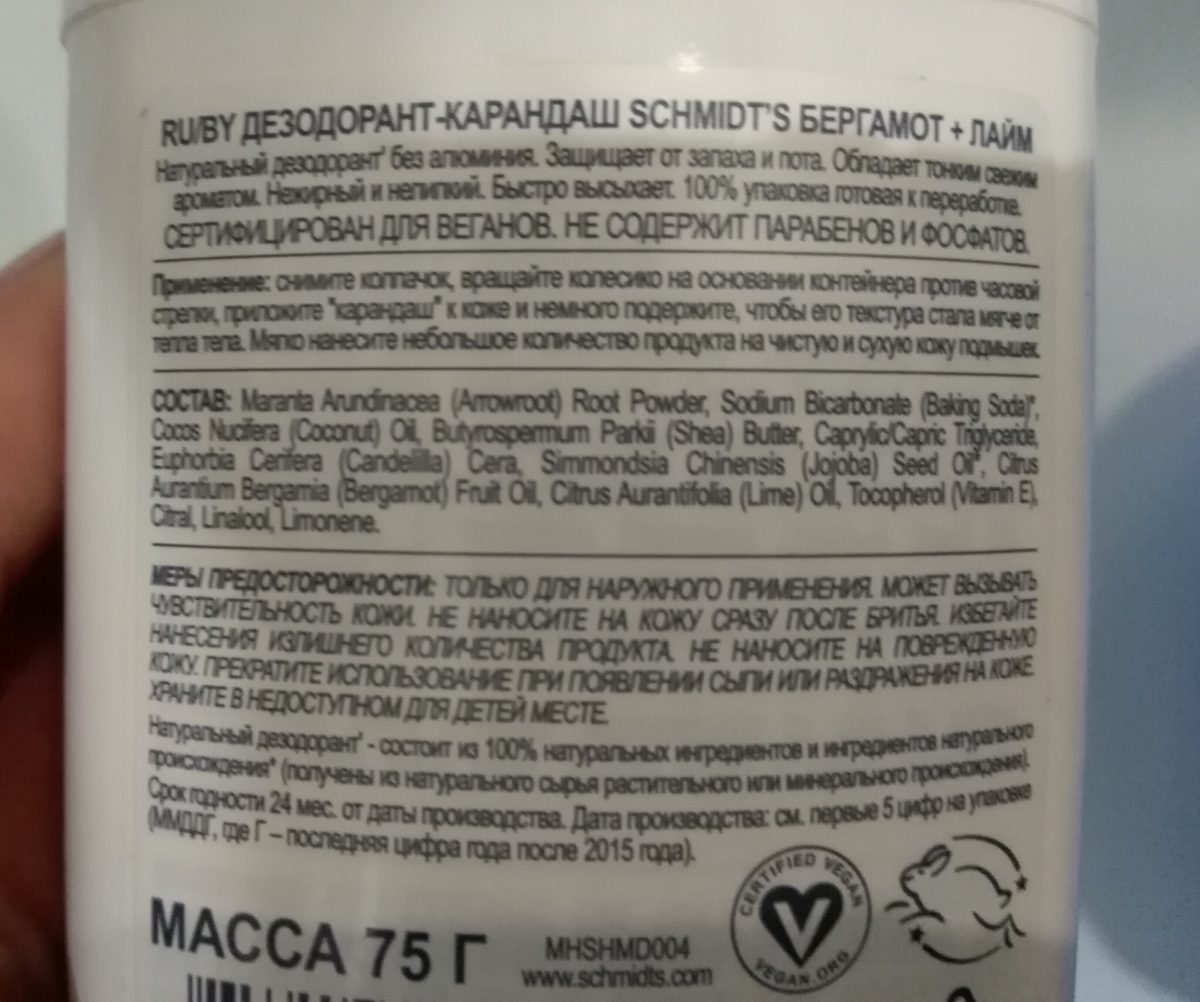 RU/BY ДЕЗОДОРАНТ-КАРАНДАШ SCHMIDT'S БЕРГАМОТ + ЛАЙМ
Натуральный дезодорант¹ без алюминия. Защищает от запаха и пота. Обладает тонким свежим
ароматом. Нежирный и нелипкий. Быстро высыхает. 100% упаковка готовая к переработке.
СЕРТИФИЦИРОВАН ДЛЯ ВЕГАНОВ. НЕ СОДЕРЖИТ ПАРАБЕНОВ И ФОСФАТОВ.
Применение: снимите колпачок, вращайте колесико на основании контейнера против часовой
стрелки, приложите "карандаш" к коже и немного подержите, чтобы его текстура стала мягче от
тепла тела. Мягко нанесите небольшое количество продукта на чистую и сухую кожу подмышек.
СОСТАВ: Maranta Arundinacea (Arrowroot) Root Powder, Sodium Bicarbonate (Baking Soda)*,
Cocos Nucifera (Coconut) Oil, Butyrospermum Parkii (Shea) Butter, Caprylic/Capric Triglyceride,
Euphorbia Cerifera (Candelilla) Cera, Simmondsia Chinensis (Jojoba) Seed Oil*, Citrus
Aurantium Bergamia (Bergamot) Fruit Oil, Citrus Aurantifolia (Lime) Oil, Tocopherol (Vitamin E),
Citral, Linalool, Limonene.
МЕРЫ ПРЕДОСТОРОЖНОСТИ: ТОЛЬКО ДЛЯ НАРУЖНОГО ПРИМЕНЕНИЯ. МОЖЕТ ВЫЗЫВАТЬ
ЧУВСТВИТЕЛЬНОСТЬ КОЖИ. НЕ НАНОСИТЕ НА КОЖУ СРАЗУ ПОСЛЕ БРИТЬЯ. ИЗБЕГАЙТЕ
НАНЕСЕНИЯ ИЗЛИШНЕГО КОЛИЧЕСТВА ПРОДУКТА. НЕ НАНОСИТЕ НА ПОВРЕЖДЕННУЮ
КОЖУ. ПРЕКРАТИТЕ ИСПОЛЬЗОВАНИЕ ПРИ ПОЯВЛЕНИИ СЫПИ ИЛИ РАЗДРАЖЕНИЯ НА КОЖЕ.
ХРАНИТЕ В НЕДОСТУПНОМ ДЛЯ ДЕТЕЙ МЕСТЕ.
Натуральный дезодорант¹ - состоит из 100% натуральных ингредиентов и ингредиентов натурального
происхождения* (получены из натурального сырья растительного или минерального происхождения).
Срок годности 24 мес. от даты производства. Дата производства: см. первые 5 цифр на упаковке
(ММДДГ, где Г – последняя цифра года после 2015 года).
МАССА 75 Г
MHSHMD004
www.schmidts.com
CERTIFIED VEGAN
V
VEGAN.ORG